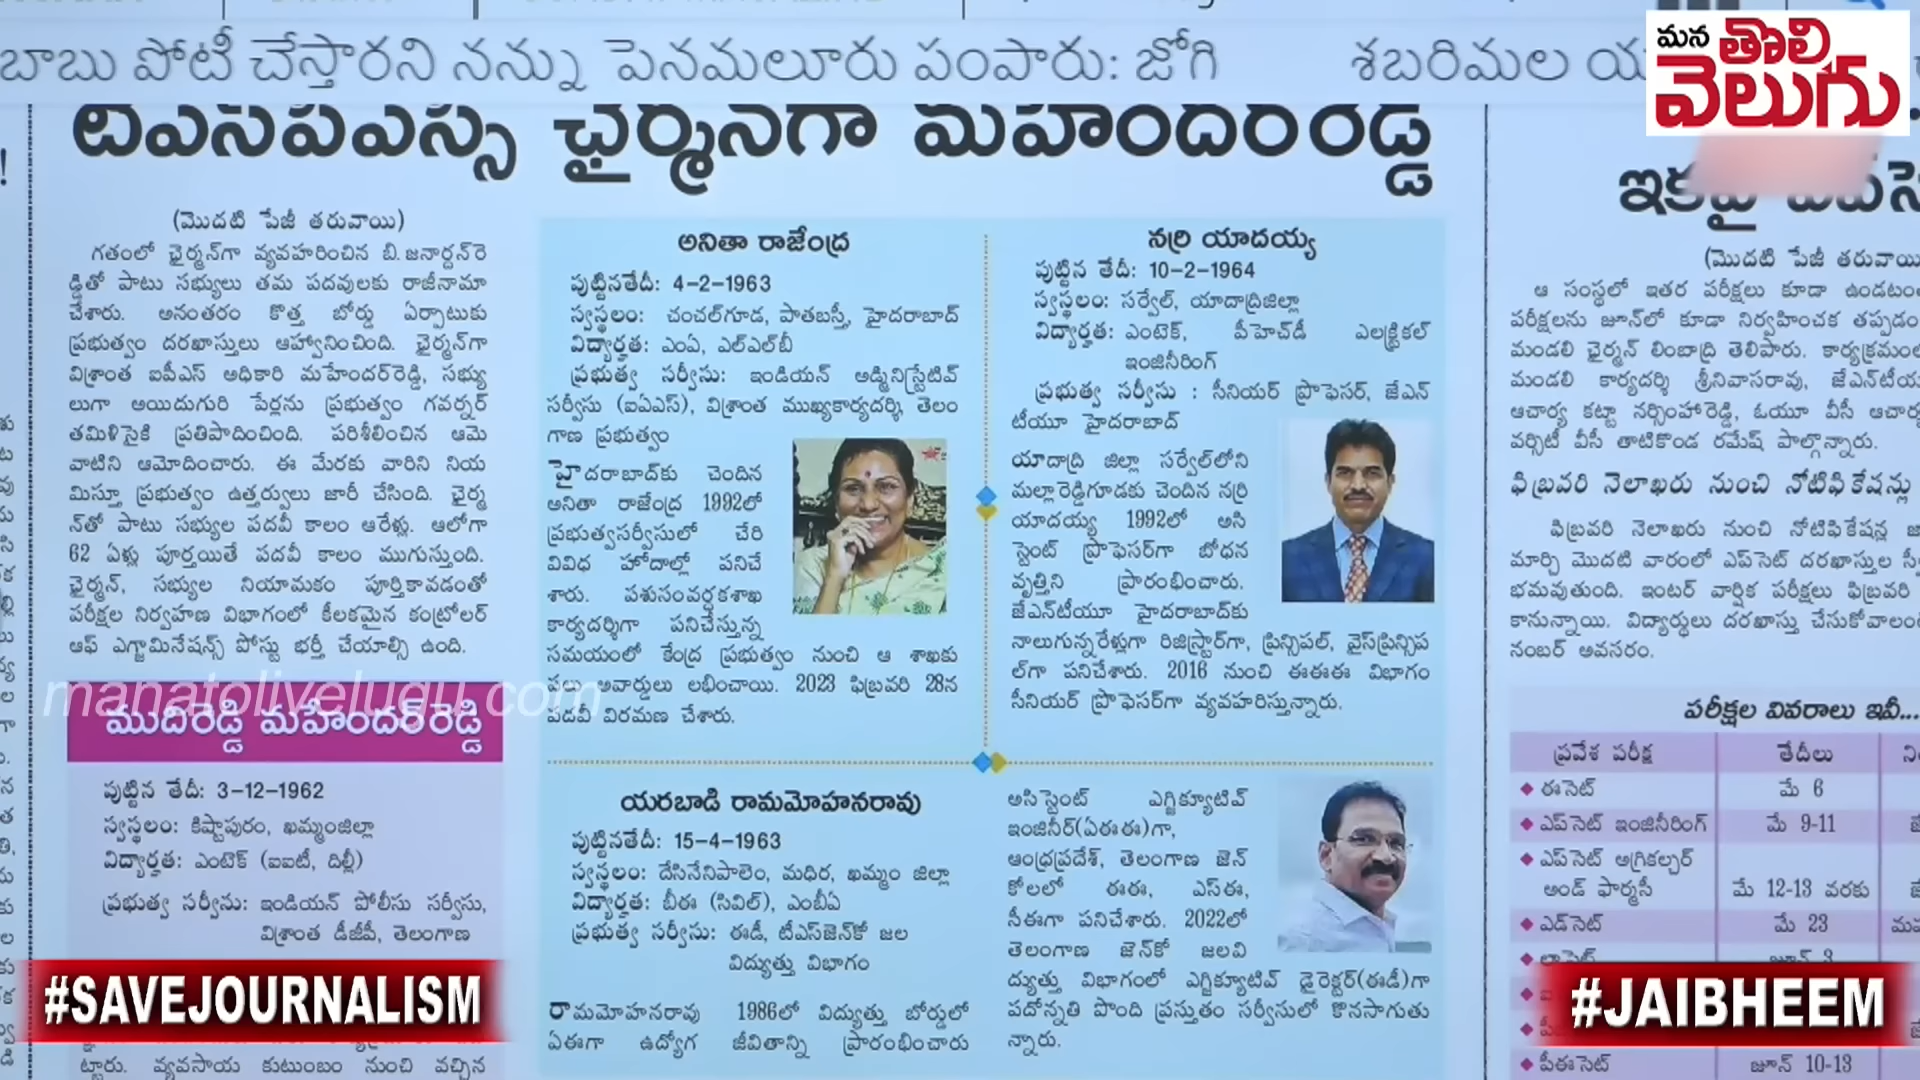 బాబు పోటీ చేస్తారని నన్ను పెనమలూరు పంపారు: జోగి
శబరిమల
మన
తొలి
వెలుగు
టీఎస్‌పీఎస్సీ ఛైర్మన్‌గా మహేందర్‌రెడ్డి
(మొదటి పేజీ తరువాయి)
గతంలో ఛైర్మన్‌గా వ్యవహరించిన బి.జనార్దన్‌రె
డ్డితో పాటు సభ్యులు తమ పదవులకు రాజీనామా
చేశారు. అనంతరం కొత్త బోర్డు ఏర్పాటుకు
ప్రభుత్వం దరఖాస్తులు ఆహ్వానించింది. ఛైర్మన్‌గా
విశ్రాంత ఐపీఎస్ అధికారి మహేందర్‌రెడ్డి, సభ్యు
లుగా అయిదుగురి పేర్లను ప్రభుత్వం గవర్నర్
తమిళిసైకి ప్రతిపాదించింది. పరిశీలించిన ఆమె
వాటిని ఆమోదించారు. ఈ మేరకు వారిని నియ
మిస్తూ ప్రభుత్వం ఉత్తర్వులు జారీ చేసింది. ఛైర్మ
న్‌తో పాటు సభ్యుల పదవీ కాలం ఆరేళ్లు. ఆలోగా
62 ఏళ్లు పూర్తయితే పదవీ కాలం ముగుస్తుంది.
ఛైర్మన్, సభ్యుల నియామకం పూర్తికావడంతో
పరీక్షల నిర్వహణ విభాగంలో కీలకమైన కంట్రోలర్
ఆఫ్ ఎగ్జామినేషన్స్ పోస్టు భర్తీ చేయాల్సి ఉంది.
manatolivelugu.com
ముదిరెడ్డి మహేందర్‌రెడ్డి
పుట్టిన తేదీ: 3-12-1962
స్వస్థలం: కిష్టాపురం, ఖమ్మంజిల్లా
విద్యార్హత: ఎంటెక్ (ఐఐటీ, దిల్లీ)
ప్రభుత్వ సర్వీసు: ఇండియన్ పోలీసు సర్వీసు,
విశ్రాంత డీజీపీ, తెలంగాణ
#SAVEJOURNALISM
ట్టారు. వ్యవసాయ కుటుంబం నుంచి వచ్చిన
అనితా రాజేంద్ర
పుట్టినతేదీ: 4-2-1963
స్వస్థలం: చంచల్‌గూడ, పాతబస్తీ, హైదరాబాద్
విద్యార్హత: ఎంఏ, ఎల్‌ఎల్‌బీ
ప్రభుత్వ సర్వీసు: ఇండియన్ అడ్మినిస్ట్రేటివ్
సర్వీసు (ఐఏఎస్), విశ్రాంత ముఖ్యకార్యదర్శి, తెలం
గాణ ప్రభుత్వం
హైదరాబాద్‌కు చెందిన
అనితా రాజేంద్ర 1992లో
ప్రభుత్వసర్వీసులో చేరి
వివిధ హోదాల్లో పనిచే
శారు. పశుసంవర్ధకశాఖ
కార్యదర్శిగా పనిచేస్తున్న
సమయంలో కేంద్ర ప్రభుత్వం నుంచి ఆ శాఖకు
పలు అవార్డులు లభించాయి. 2023 ఫిబ్రవరి 28న
పదవీ విరమణ చేశారు.
నర్రి యాదయ్య
పుట్టిన తేదీ: 10-2-1964
స్వస్థలం: సర్వేల్, యాదాద్రిజిల్లా
విద్యార్హత: ఎంటెక్, పీహెచ్‌డీ ఎలక్ట్రికల్
ఇంజినీరింగ్
ప్రభుత్వ సర్వీసు : సీనియర్ ప్రొఫెసర్, జేఎన్
టీయూ హైదరాబాద్
యాదాద్రి జిల్లా సర్వేల్‌లోని
మల్లారెడ్డిగూడకు చెందిన నర్రి
యాదయ్య 1992లో అసి
స్టెంట్ ప్రొఫెసర్‌గా బోధన
వృత్తిని ప్రారంభించారు.
జేఎన్‌టీయూ హైదరాబాద్‌కు
నాలుగున్నరేళ్లుగా రిజిస్ట్రార్‌గా, ప్రిన్సిపల్, వైస్‌ప్రిన్సిప
ల్‌గా పనిచేశారు. 2016 నుంచి ఈఈఈ విభాగం
సీనియర్ ప్రొఫెసర్‌గా వ్యవహరిస్తున్నారు.
యరబాడి రామమోహనరావు
పుట్టినతేదీ: 15-4-1963
స్వస్థలం: దేసినేనిపాలెం, మధిర, ఖమ్మం జిల్లా
విద్యార్హత: బీఈ (సివిల్), ఎంబీఏ
ప్రభుత్వ సర్వీసు: ఈడీ, టీఎస్‌జెన్‌కో జల
విద్యుత్తు విభాగం
రామమోహనరావు 1986లో విద్యుత్తు బోర్డులో
ఏఈగా ఉద్యోగ జీవితాన్ని ప్రారంభించారు
అసిస్టెంట్ ఎగ్జిక్యూటివ్
ఇంజినీర్(ఏఈఈ)గా,
ఆంధ్రప్రదేశ్, తెలంగాణ జెన్
కోలలో ఈఈ, ఎస్ఈ,
సీఈగా పనిచేశారు. 2022లో
తెలంగాణ జెన్‌కో జలవి
ద్యుత్తు విభాగంలో ఎగ్జిక్యూటివ్ డైరెక్టర్(ఈడీ)గా
పదోన్నతి పొంది ప్రస్తుతం సర్వీసులో కొనసాగుతు
న్నారు.
ఇకపై
(మొదటి పేజీ తరువాయి
ఆ సంస్థలో ఇతర పరీక్షలు కూడా
పరీక్షలను జూన్‌లో కూడా నిర్వహించక తప్పడం
మండలి ఛైర్మన్ లింబాద్రి తెలిపారు.
మండలి కార్యదర్శి శ్రీనివాసరావు,
ఆచార్య కట్టా నర్సింహారెడ్డి, ఓయూ వీసీ
వర్సిటీ వీసీ తాటికొండ రమేష్ పాల్గొన్నారు.
ఫిబ్రవరి నెలాఖరు నుంచి నోటిఫికేషన్లు
ఫిబ్రవరి నెలాఖరు నుంచి నోటిఫికేషన్ల
మార్చి మొదటి వారంలో ఎప్‌సెట్ దరఖాస్తుల
భమవుతుంది. ఇంటర్ వార్షిక పరీక్షలు ఫిబ్రవరి
కానున్నాయి. విద్యార్థులు దరఖాస్తు
నంబర్ అవసరం.
పరీక్షల వివరాలు ఇవీ...
ప్రవేశ పరీక్ష తేదీలు
ఈసెట్ మే 6
ఎప్‌సెట్ ఇంజినీరింగ్ మే 9-11
ఎప్‌సెట్ అగ్రికల్చర్
అండ్ ఫార్మసీ మే 12-13 వరకు
ఎడ్‌సెట్ మే 23
లాసెట్ జూన్ 3
#JAIBHEEM
పీఈసెట్ జూన్ 10-13